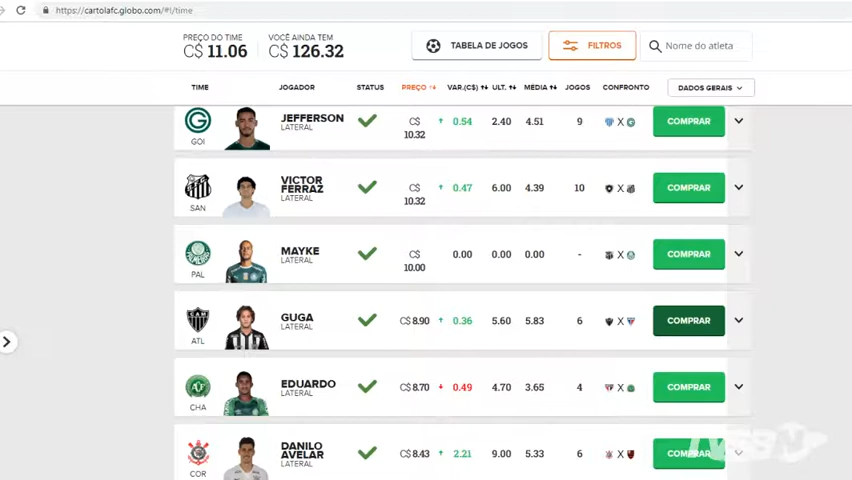 https://cartolafc.globo.com/#!/time
PREÇO DO TIME
C$ 11.06
VOCÊ AINDA TEM
C$ 126.32
TABELA DE JOGOS
FILTROS
Nome do atleta
TIME JOGADOR STATUS PREÇO VAR.(C$) ULT. MÉDIA JOGOS CONFRONTO DADOS GERAIS
GOI
JEFFERSON
LATERAL
C$
10.32
0.54 2.40 4.51 9 X COMPRAR
SAN
VICTOR
FERRAZ
LATERAL
C$
10.32
0.47 6.00 4.39 10 X COMPRAR
PAL
MAYKE
LATERAL
C$
10.00
0.00 0.00 0.00 - X COMPRAR
ATL
GUGA
LATERAL
C$ 8.90 0.36 5.60 5.83 6 X COMPRAR
CHA
EDUARDO
LATERAL
C$ 8.70 0.49 4.70 3.65 4 X COMPRAR
COR
DANILO
AVELAR
LATERAL
C$ 8.43 2.21 9.00 5.33 6 X COMPRAR